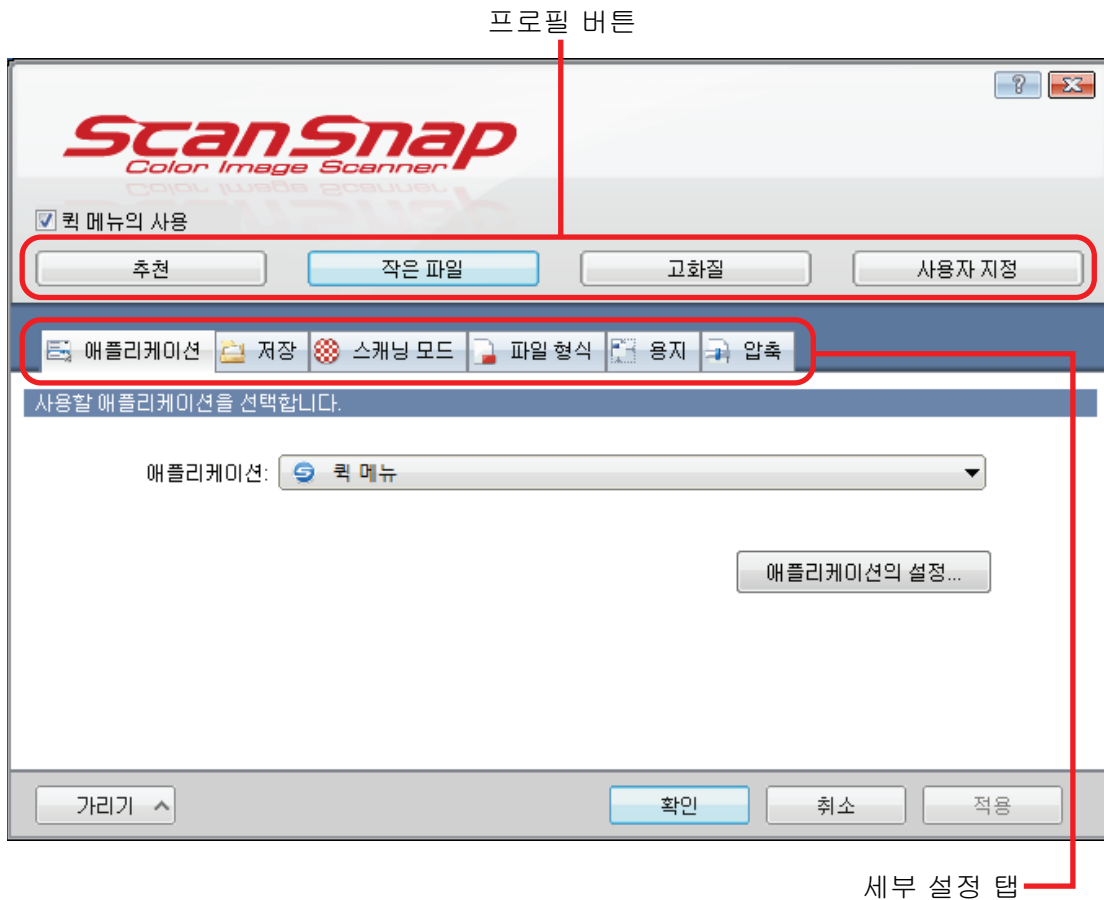 프로필 버튼
ScanSnap
Color Image Scanner
퀵 메뉴의 사용
추천 작은 파일 고화질 사용자 지정
애플리케이션 저장 스캐닝 모드 파일 형식 용지 압축
사용할 애플리케이션을 선택합니다.
애플리케이션: 퀵 메뉴
애플리케이션의 설정...
가리기 확인 취소 적용
세부 설정 탭